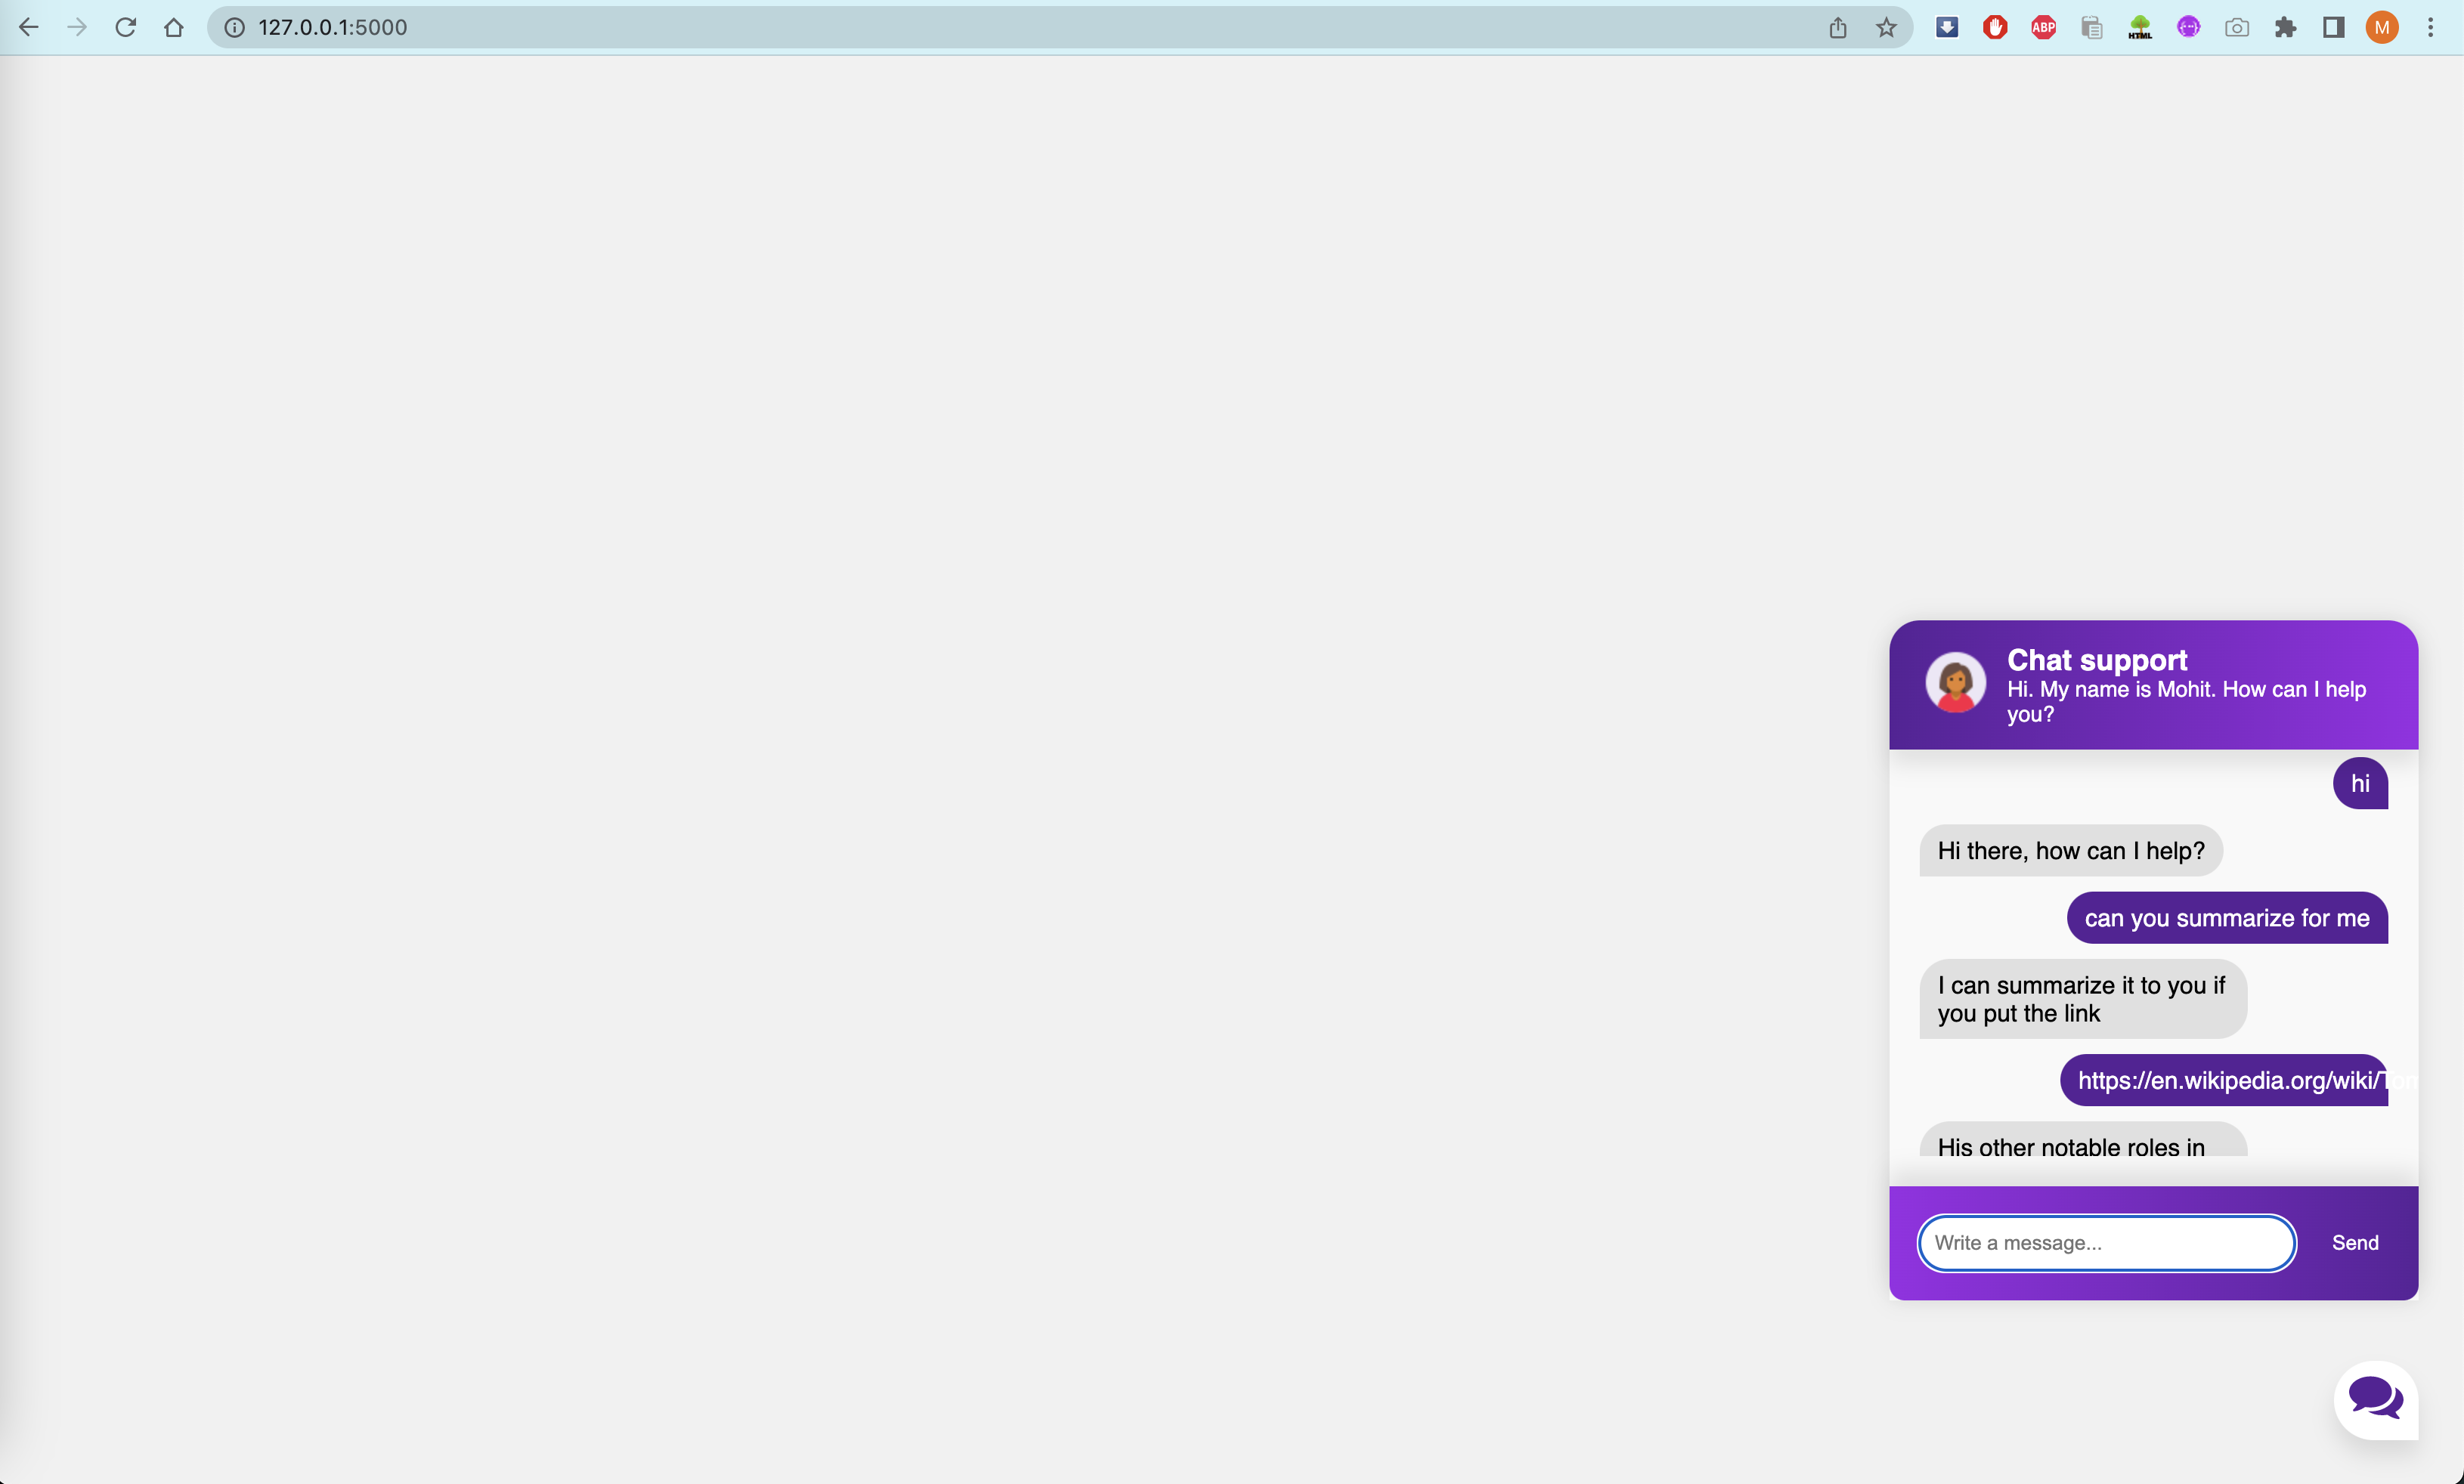 127.0.0.1:5000
ABP
HTML
M
Chat support
Hi. My name is Mohit. How can I help
you?
hi
Hi there, how can I help?
can you summarize for me
I can summarize it to you if
you put the link
https://en.wikipedia.org/wiki/Tom
His other notable roles in
Write a message...
Send